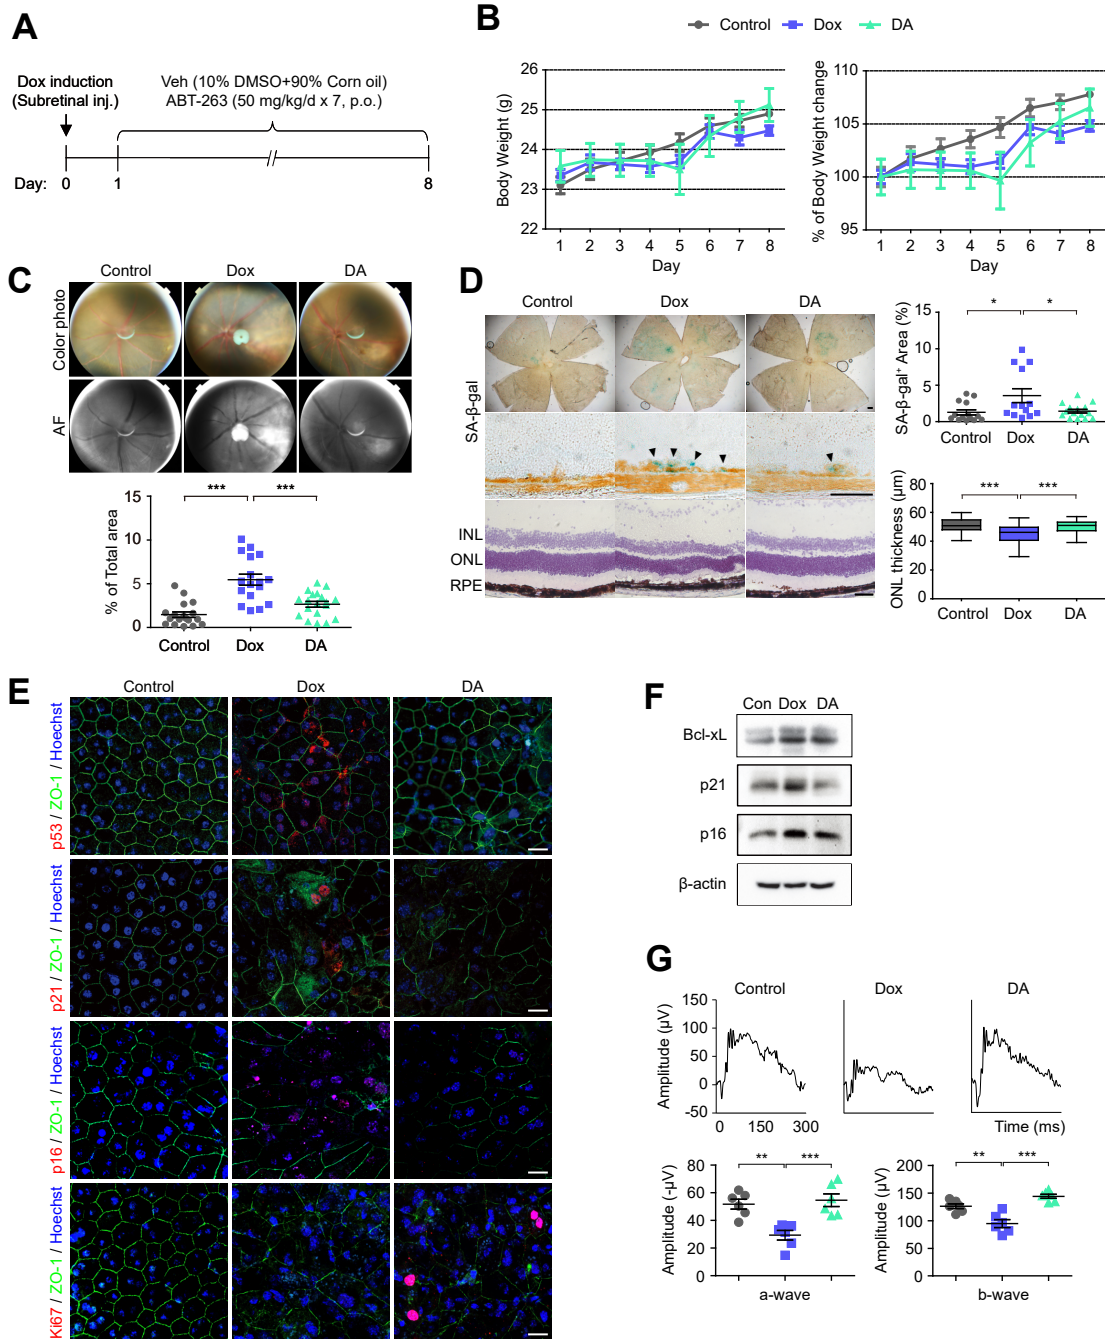 A
Dox induction
(Subretinal inj.)
Veh (10% DMSO+90% Corn oil)
ABT-263 (50 mg/kg/d x 7, p.o.)
Day: 0 1 8
B
Control Dox DA
Body Weight (g)
26
25
24
23
22
1 2 3 4 5 6 7 8
Day
% of Body Weight change
110
105
100
95
1 2 3 4 5 6 7 8
Day
C
Control Dox DA
Color photo
AF
% of Total area
15
10
5
0
*** ***
Control Dox DA
D
Control Dox DA
SA-β-gal
INL
ONL
RPE
SA-β-gal⁺ Area (%)
15
10
5
0
* *
Control Dox DA
ONL thickness (µm)
80
60
40
20
0
*** ***
Control Dox DA
E
Control Dox DA
p53 / ZO-1 / Hoechst
p21 / ZO-1 / Hoechst
p16 / ZO-1 / Hoechst
Ki67 / ZO-1 / Hoechst
F
Con Dox DA
Bcl-xL
p21
p16
β-actin
G
Control Dox DA
Amplitude (µV)
150
100
50
0
-50
0 150 300
Time (ms)
Amplitude (-µV)
80
60
40
20
0
** ***
a-wave
Amplitude (µV)
200
150
100
50
0
** ***
b-wave